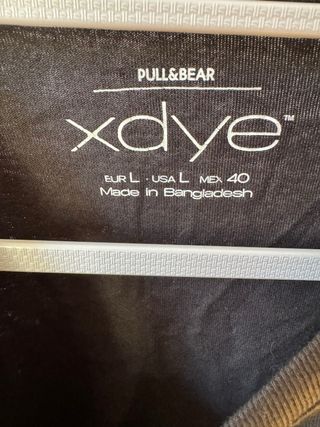 PULL&BEAR
xdye™
EUR L · USA L MEX 40
Made in Bangladesh